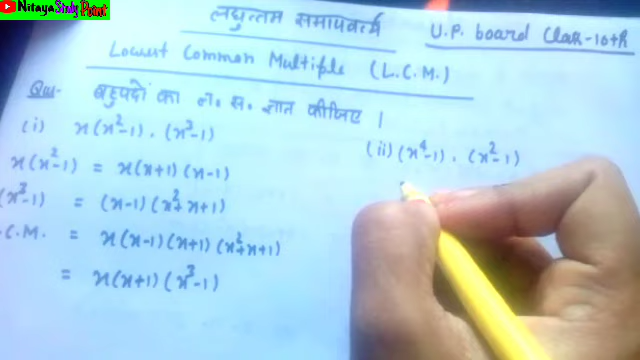 Nitaya Study Point
लघुत्तम समापवर्त्य
U.P. board Class-10th
Lowest Common Multiple (L.C.M.)
Que- बहुपदों का ल० स० ज्ञात कीजिए ।
(i) x(x²-1), (x³-1)
x(x²-1) = x(x+1)(x-1)
(x³-1) = (x-1)(x²+x+1)
.C.M. = x(x-1)(x+1)(x²+x+1)
= x(x+1)(x³-1)
(ii) (x⁴-1), (x²-1)